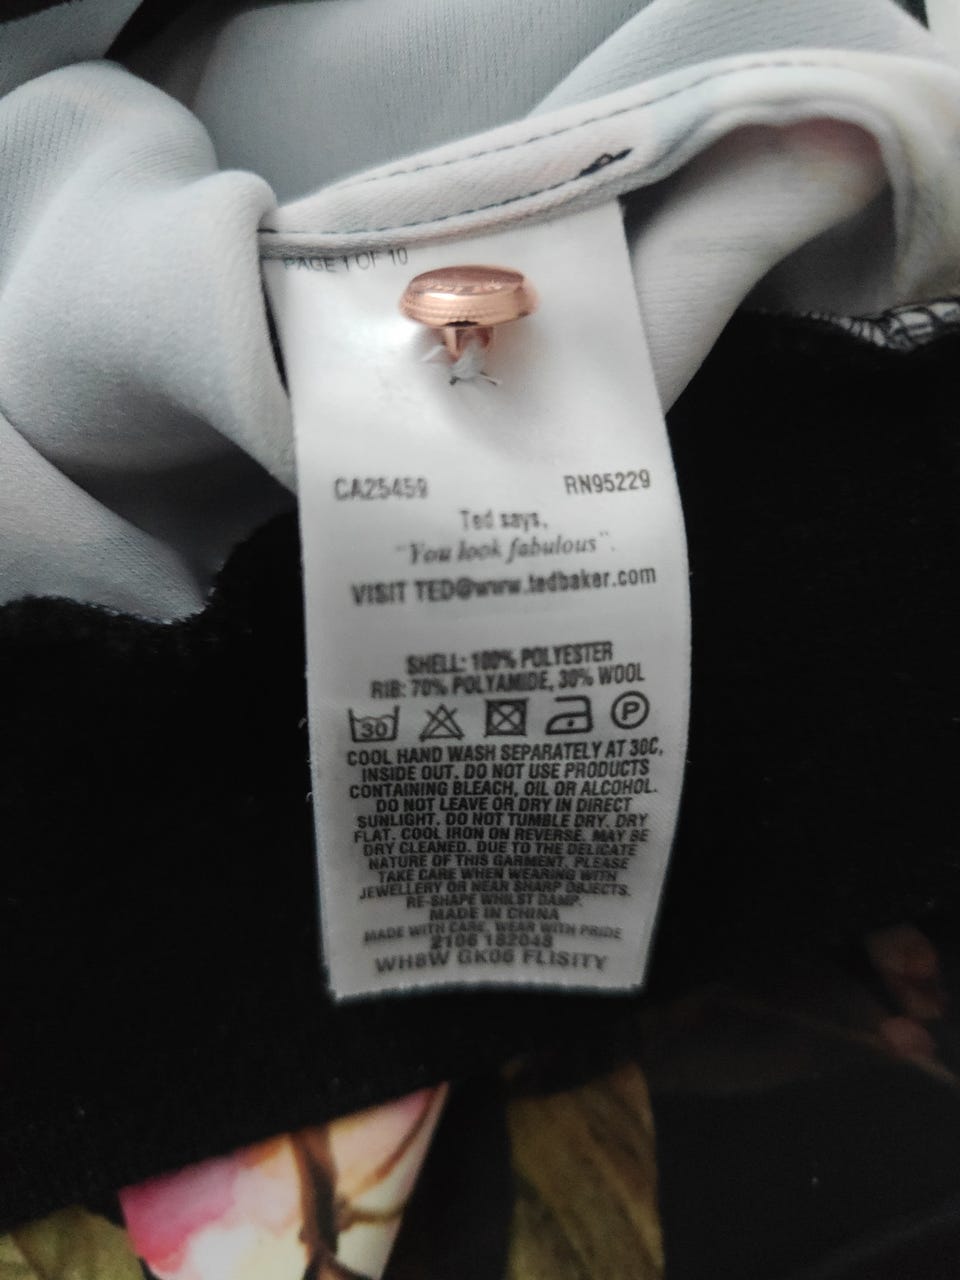 PAGE 1 OF 10
CA25459 RN95229
Ted says,
"You look fabulous".
VISIT TED@www.tedbaker.com
SHELL: 100% POLYESTER
RIB: 70% POLYAMIDE, 30% WOOL
30 P
COOL HAND WASH SEPARATELY AT 30C,
INSIDE OUT. DO NOT USE PRODUCTS
CONTAINING BLEACH, OIL OR ALCOHOL.
DO NOT LEAVE OR DRY IN DIRECT
SUNLIGHT. DO NOT TUMBLE DRY. DRY
FLAT. COOL IRON ON REVERSE. MAY BE
DRY CLEANED. DUE TO THE DELICATE
NATURE OF THIS GARMENT, PLEASE
TAKE CARE WHEN WEARING WITH
JEWELLERY OR NEAR SHARP OBJECTS.
RE-SHAPE WHILST DAMP.
MADE IN CHINA
MADE WITH CARE, WEAR WITH PRIDE
2106 182048
WH8W GK06 FLISITY